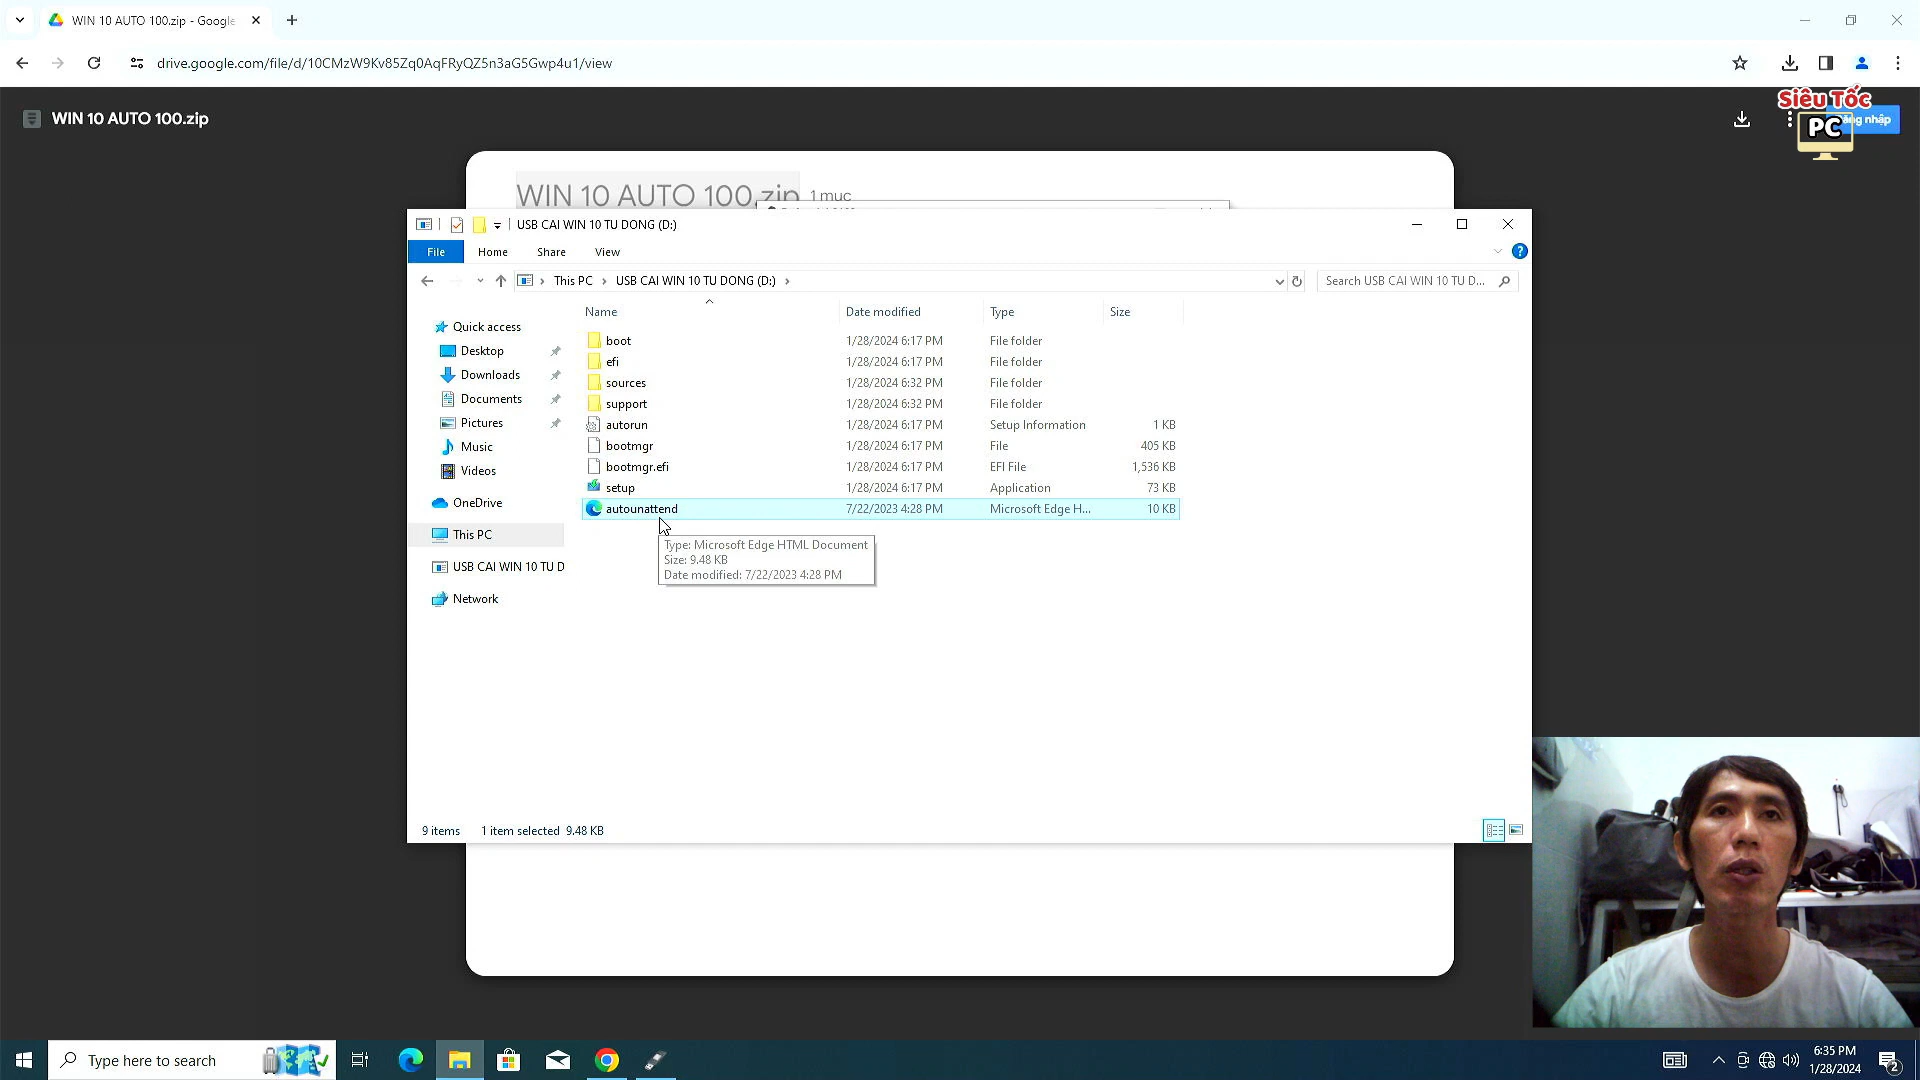 WIN 10 AUTO 100.zip - Google
drive.google.com/file/d/10CMzW9Kv85Zq0AqFRyQZ5n3aG5Gwp4u1/view
WIN 10 AUTO 100.zip
Siêu Tốc
PC
nhập
WIN 10 AUTO 100.zip 1 mục
USB CAI WIN 10 TU DONG (D:)
File Home Share View
This PC USB CAI WIN 10 TU DONG (D:)
Search USB CAI WIN 10 TU D...
Name Date modified Type Size
Quick access
Desktop
Downloads
Documents
Pictures
Music
Videos
OneDrive
This PC
USB CAI WIN 10 TU D
Network
boot 1/28/2024 6:17 PM File folder
efi 1/28/2024 6:17 PM File folder
sources 1/28/2024 6:32 PM File folder
support 1/28/2024 6:32 PM File folder
autorun 1/28/2024 6:17 PM Setup Information 1 KB
bootmgr 1/28/2024 6:17 PM File 405 KB
bootmgr.efi 1/28/2024 6:17 PM EFI File 1,536 KB
setup 1/28/2024 6:17 PM Application 73 KB
autounattend 7/22/2023 4:28 PM Microsoft Edge H... 10 KB
Type: Microsoft Edge HTML Document
Size: 9.48 KB
Date modified: 7/22/2023 4:28 PM
9 items 1 item selected 9.48 KB
Type here to search
6:35 PM
1/28/2024
2